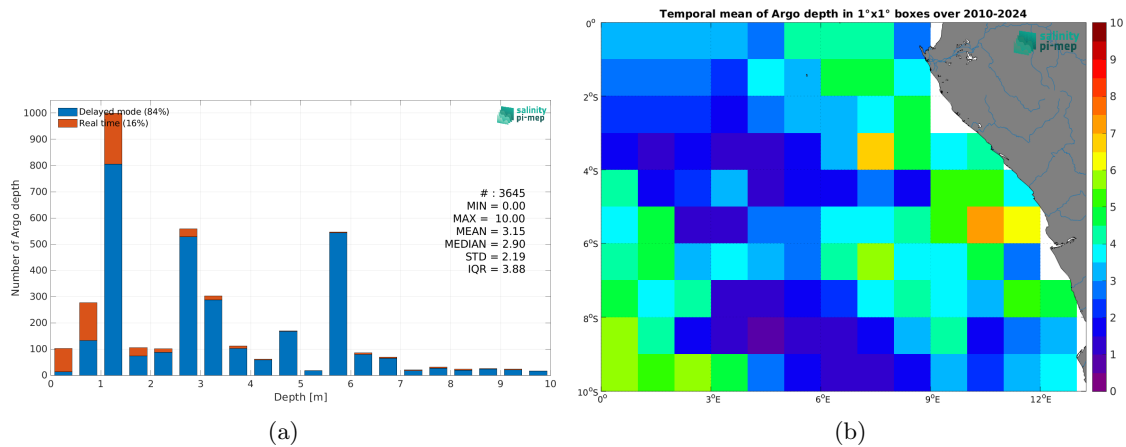 Delayed mode (84%)
Real time (16%)
salinity
pi-mep
1000
900
800
700
600
500
400
300
200
100
0
Number of Argo depth
# : 3645
MIN = 0.00
MAX = 10.00
MEAN = 3.15
MEDIAN = 2.90
STD = 2.19
IQR = 3.88
0 1 2 3 4 5 6 7 8 9 10
Depth [m]
(a)
Temporal mean of Argo depth in 1°x1° boxes over 2010-2024
salinity
pi-mep
0°
2°S
4°S
6°S
8°S
10°S
0° 3°E 6°E 9°E 12°E
10
9
8
7
6
5
4
3
2
1
0
(b)